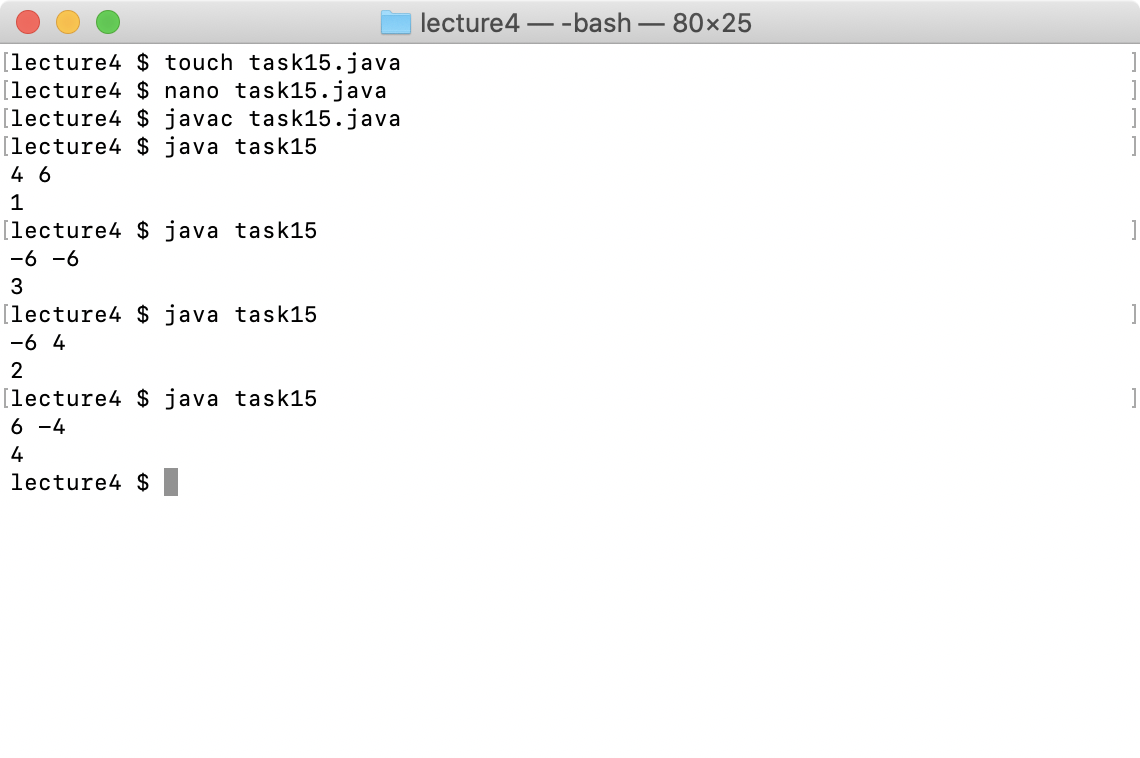 lecture4 — -bash — 80×25
[lecture4 $ touch task15.java ]
[lecture4 $ nano task15.java ]
[lecture4 $ javac task15.java ]
[lecture4 $ java task15 ]
4 6
1
[lecture4 $ java task15 ]
-6 -6
3
[lecture4 $ java task15 ]
-6 4
2
[lecture4 $ java task15 ]
6 -4
4
lecture4 $